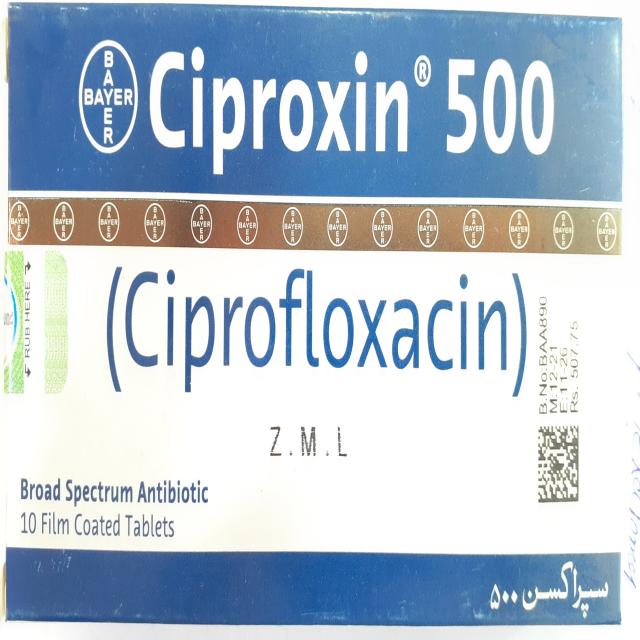 BAYER
Ciproxin® 500
(Ciprofloxacin)
RUB HERE
B.No.BAA890
M:12-21
E:11-26
Rs. 507.75
Z.M.L
Broad Spectrum Antibiotic
10 Film Coated Tablets
سپراکسن ۵۰۰